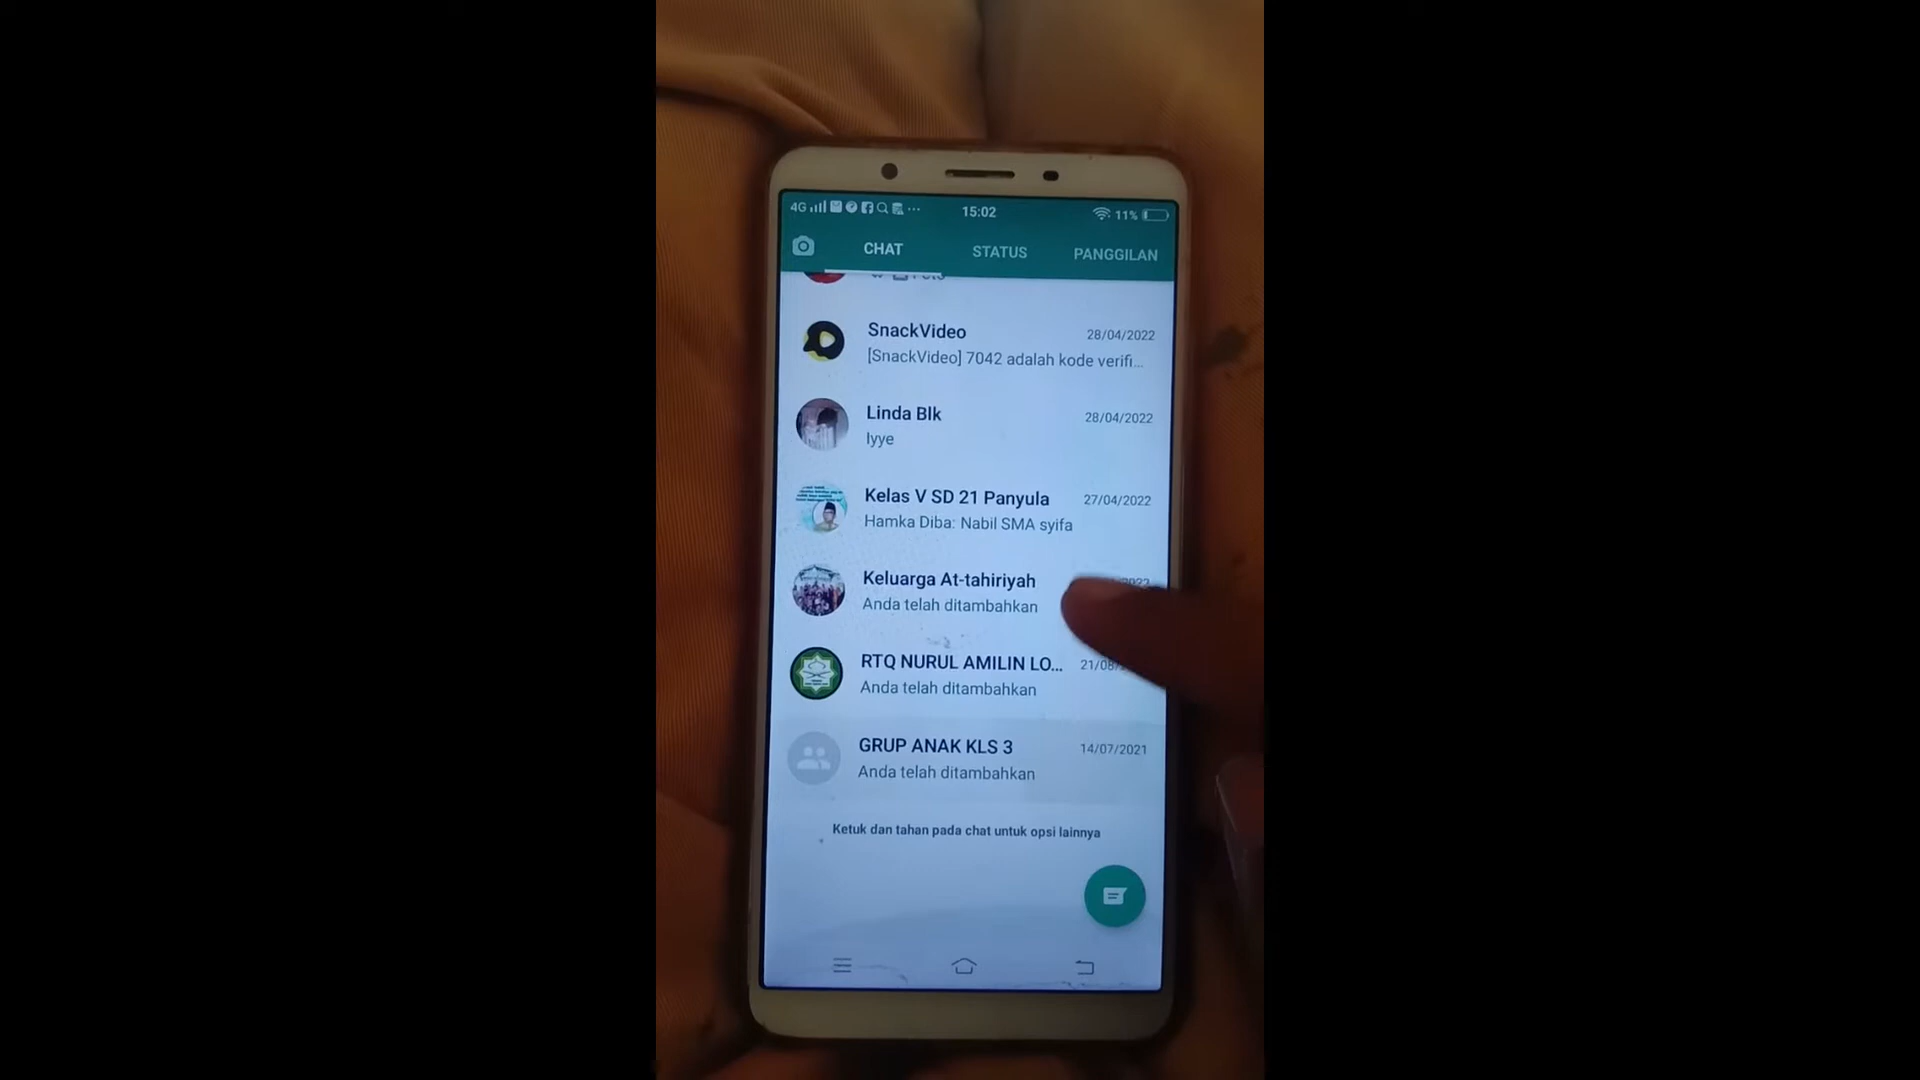 4G 15:02 11%
CHAT STATUS PANGGILAN
SnackVideo 28/04/2022
[SnackVideo] 7042 adalah kode verifi...
Linda Blk 28/04/2022
Iyye
Kelas V SD 21 Panyula 27/04/2022
Hamka Diba: Nabil SMA syifa
Keluarga At-tahiriyah
Anda telah ditambahkan
RTQ NURUL AMILIN LO...
Anda telah ditambahkan
GRUP ANAK KLS 3 14/07/2021
Anda telah ditambahkan
Ketuk dan tahan pada chat untuk opsi lainnya